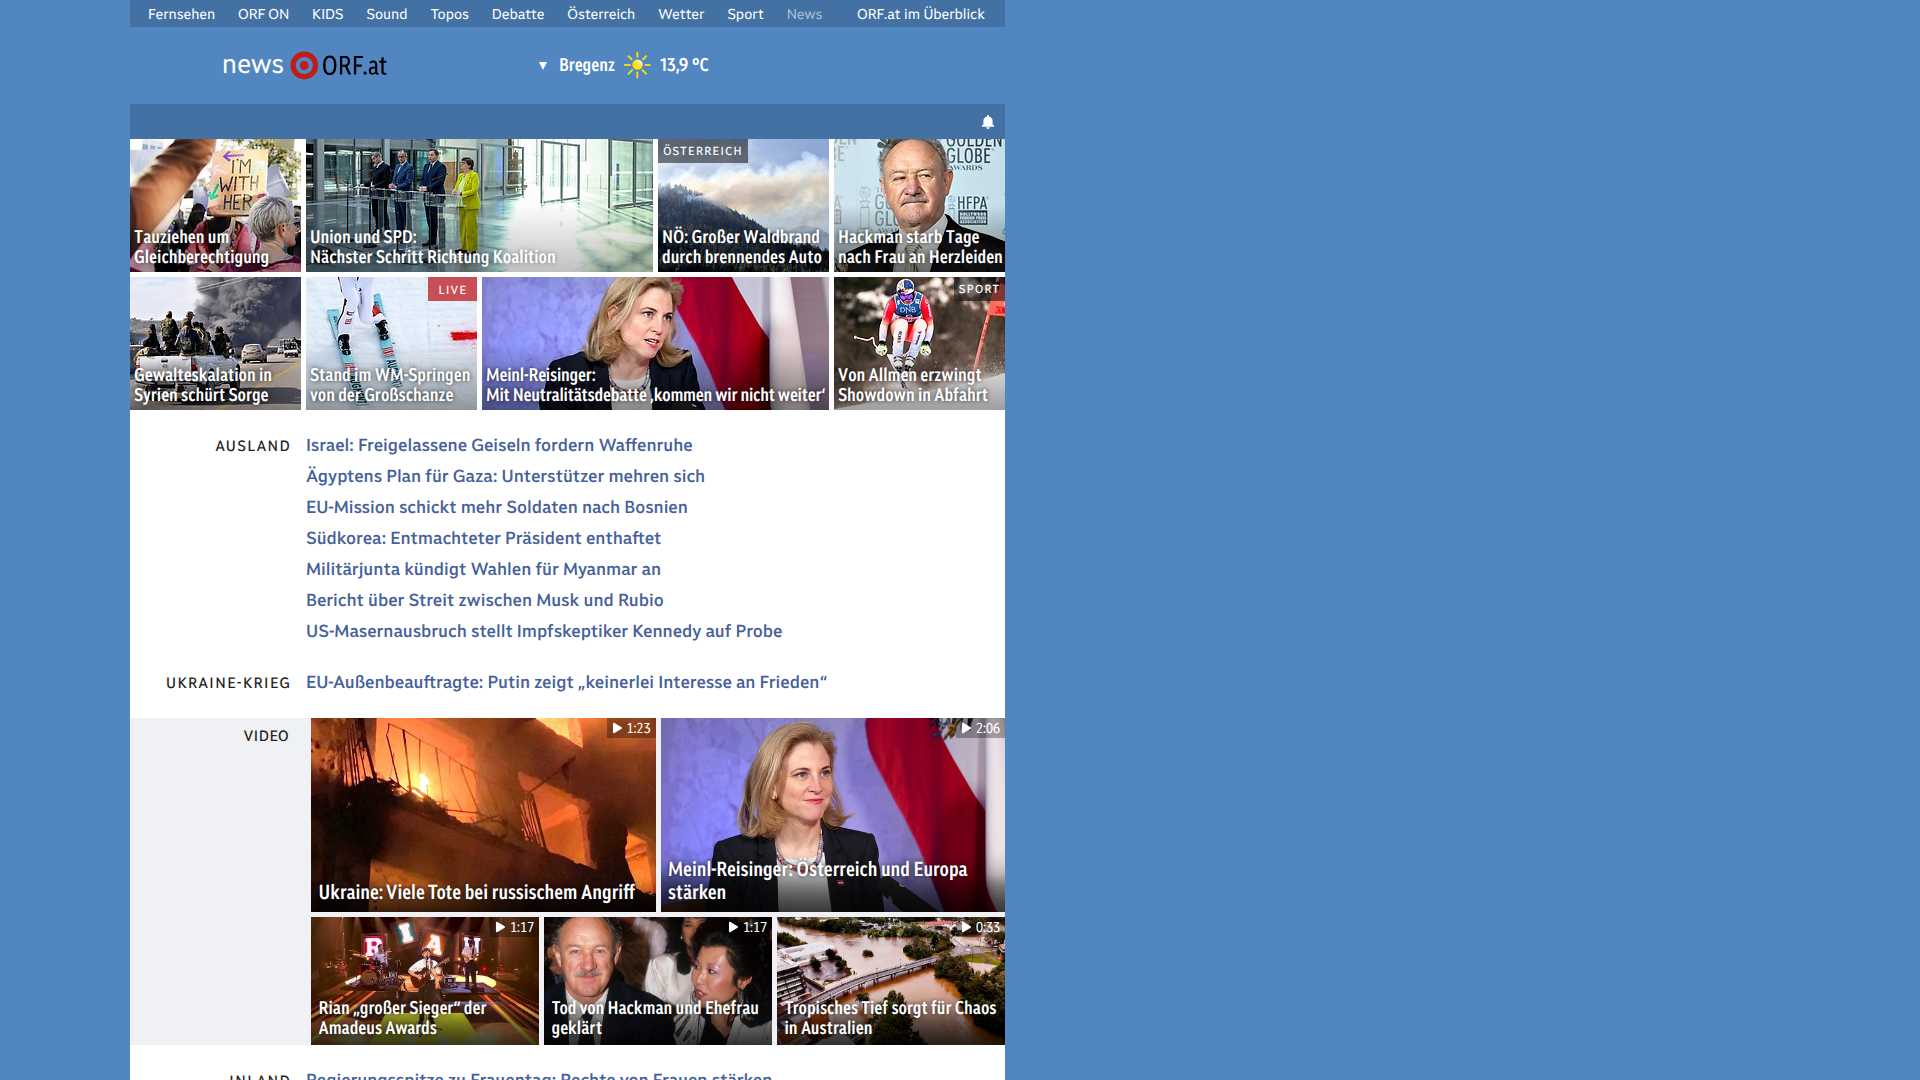 Fernsehen ORF ON KIDS Sound Topos Debatte Österreich Wetter Sport News ORF.at im Überblick
news ORF.at
▼ Bregenz 13,9 °C
I'M WITH HER
Tauziehen um
Gleichberechtigung
Union und SPD:
Nächster Schritt Richtung Koalition
ÖSTERREICH
NÖ: Großer Waldbrand
durch brennendes Auto
GOLDEN
GLOBE
AWARDS
HFPA
Hackman starb Tage
nach Frau an Herzleiden
Gewalteskalation in
Syrien schürt Sorge
LIVE
Stand im WM-Springen
von der Großschanze
Meinl-Reisinger:
Mit Neutralitätsdebatte ‚kommen wir nicht weiter‘
SPORT
DNB
Von Allmen erzwingt
Showdown in Abfahrt
AUSLAND
Israel: Freigelassene Geiseln fordern Waffenruhe
Ägyptens Plan für Gaza: Unterstützer mehren sich
EU-Mission schickt mehr Soldaten nach Bosnien
Südkorea: Entmachteter Präsident enthaftet
Militärjunta kündigt Wahlen für Myanmar an
Bericht über Streit zwischen Musk und Rubio
US-Masernausbruch stellt Impfskeptiker Kennedy auf Probe
UKRAINE-KRIEG
EU-Außenbeauftragte: Putin zeigt „keinerlei Interesse an Frieden“
VIDEO
1:23
Ukraine: Viele Tote bei russischem Angriff
2:06
Meinl-Reisinger: Österreich und Europa
stärken
1:17
RIAN
Rian „großer Sieger“ der
Amadeus Awards
1:17
Tod von Hackman und Ehefrau
geklärt
0:33
Tropisches Tief sorgt für Chaos
in Australien
INLAND
Regierungsspitze zu Frauentag: Rechte von Frauen stärken